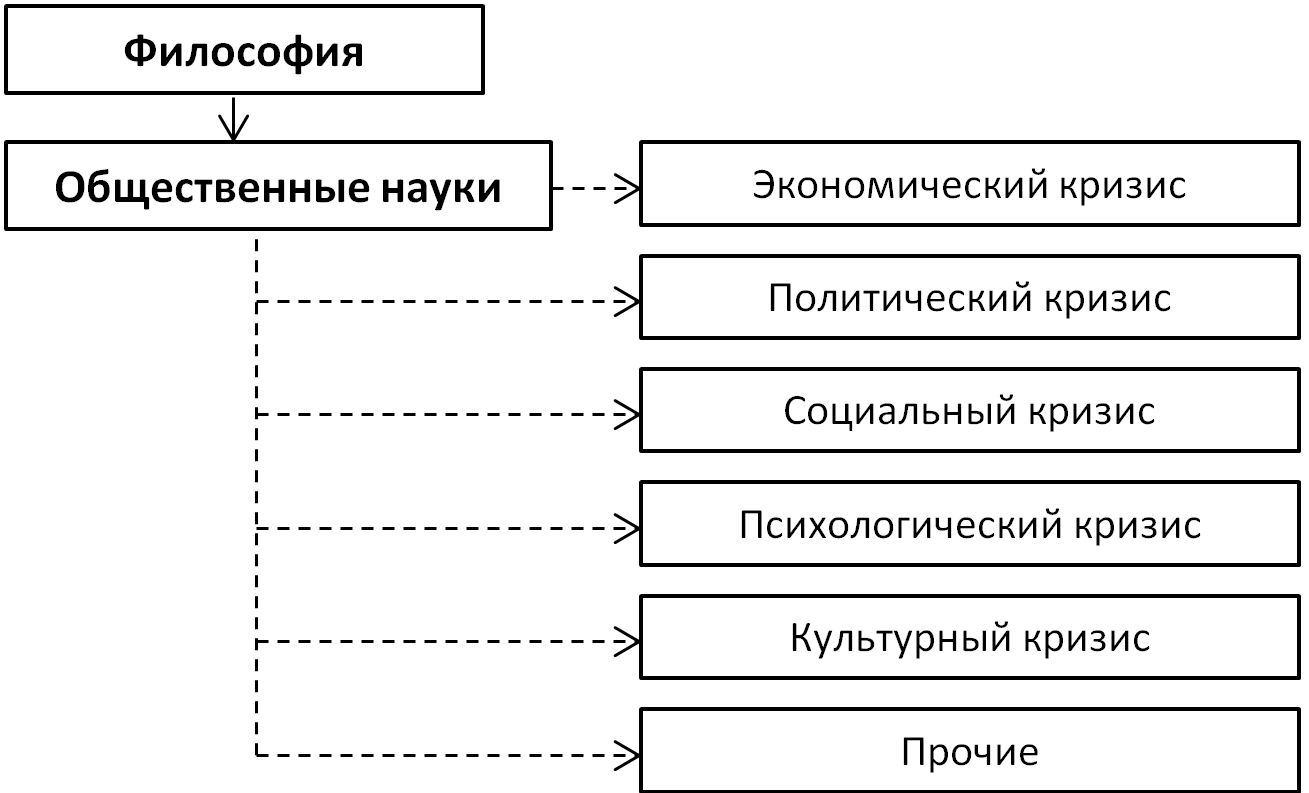 Философия
Общественные науки
Экономический кризис
Политический кризис
Социальный кризис
Психологический кризис
Культурный кризис
Прочие